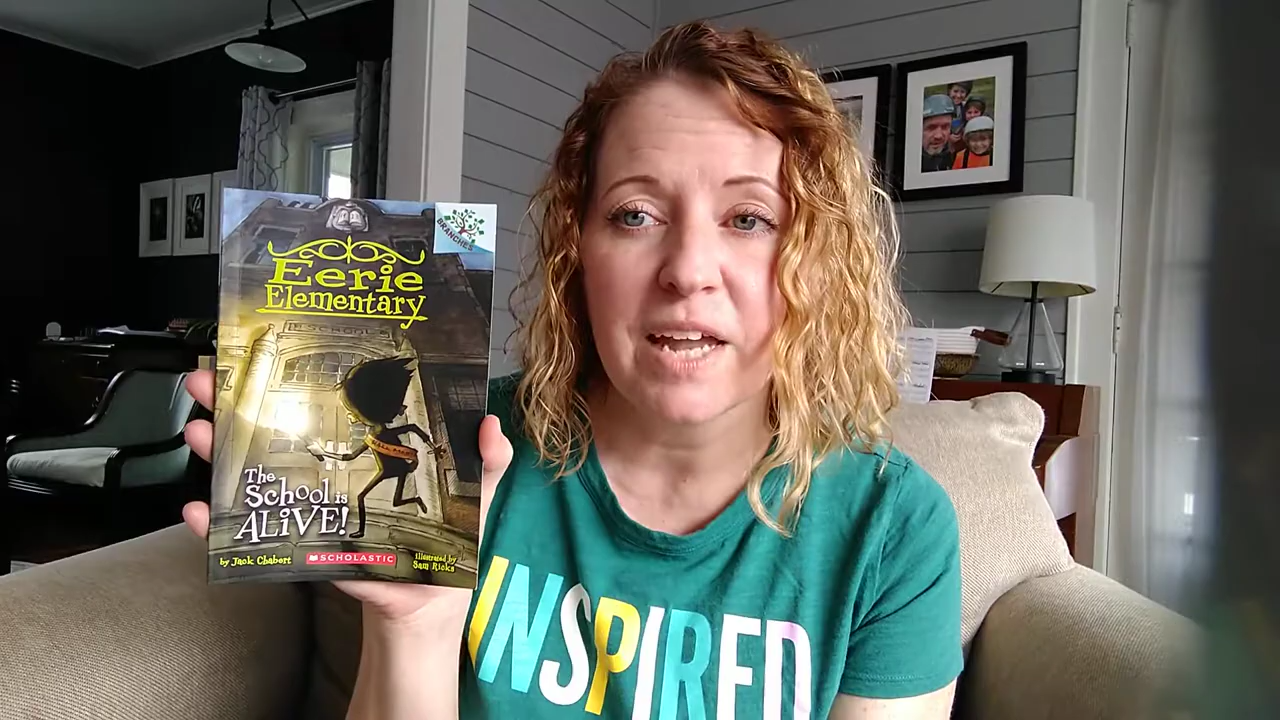 BRANCHES
Eerie
Elementary
SCHOOL
The
School is
ALiVE!
by Jack Chabert
SCHOLASTIC
illustrated by
Sam Ricks
INSPIRED